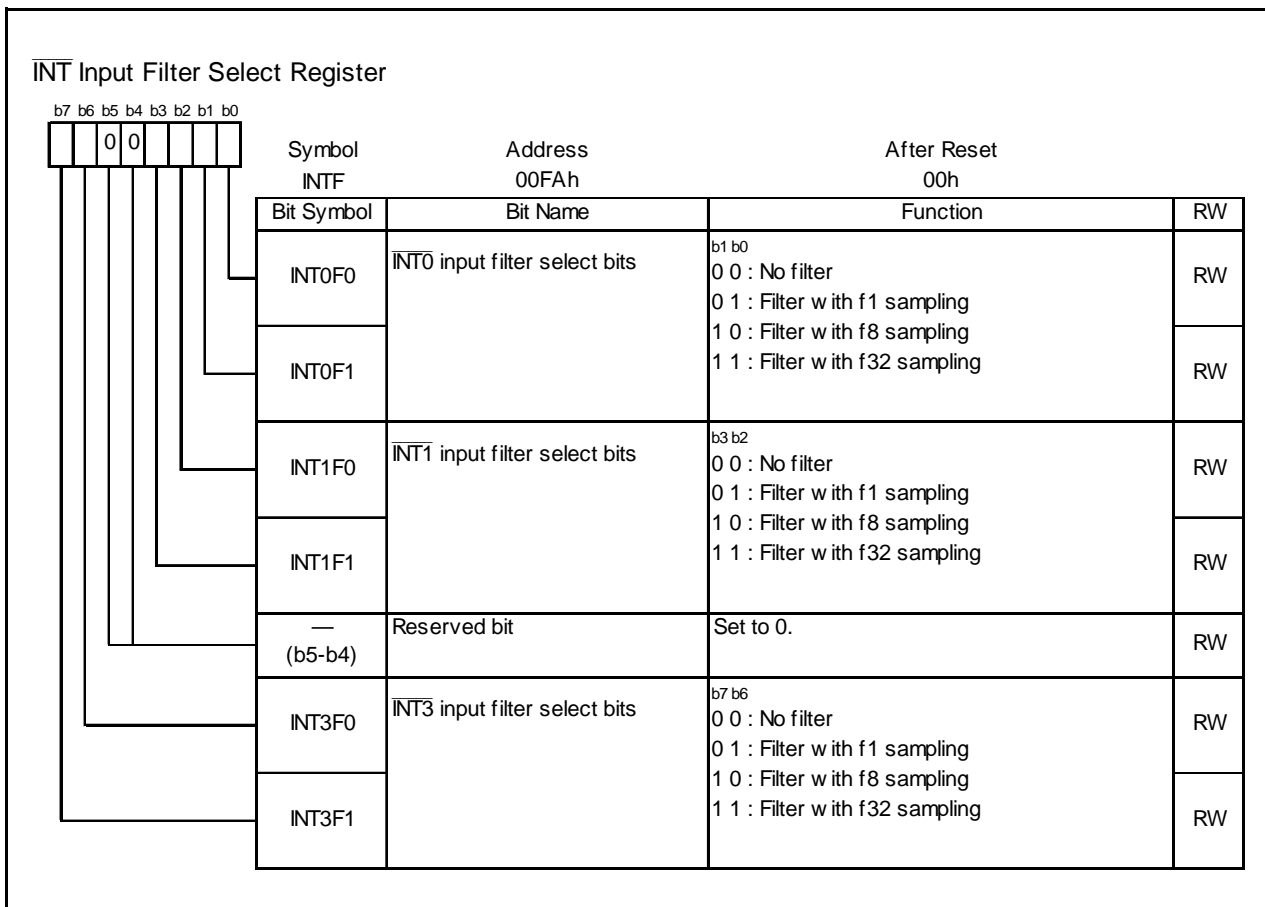 INT Input Filter Select Register
b7 b6 b5 b4 b3 b2 b1 b0
0 0
Symbol Address After Reset
INTF 00FAh 00h
Bit Symbol Bit Name Function RW
INT0F0 INT0 input filter select bits b1 b0
0 0 : No filter
0 1 : Filter with f1 sampling
1 0 : Filter with f8 sampling
1 1 : Filter with f32 sampling
RW
INT0F1 RW
INT1F0 INT1 input filter select bits b3 b2
0 0 : No filter
0 1 : Filter with f1 sampling
1 0 : Filter with f8 sampling
1 1 : Filter with f32 sampling
RW
INT1F1 RW
—
(b5-b4)
Reserved bit Set to 0. RW
INT3F0 INT3 input filter select bits b7 b6
0 0 : No filter
0 1 : Filter with f1 sampling
1 0 : Filter with f8 sampling
1 1 : Filter with f32 sampling
RW
INT3F1 RW